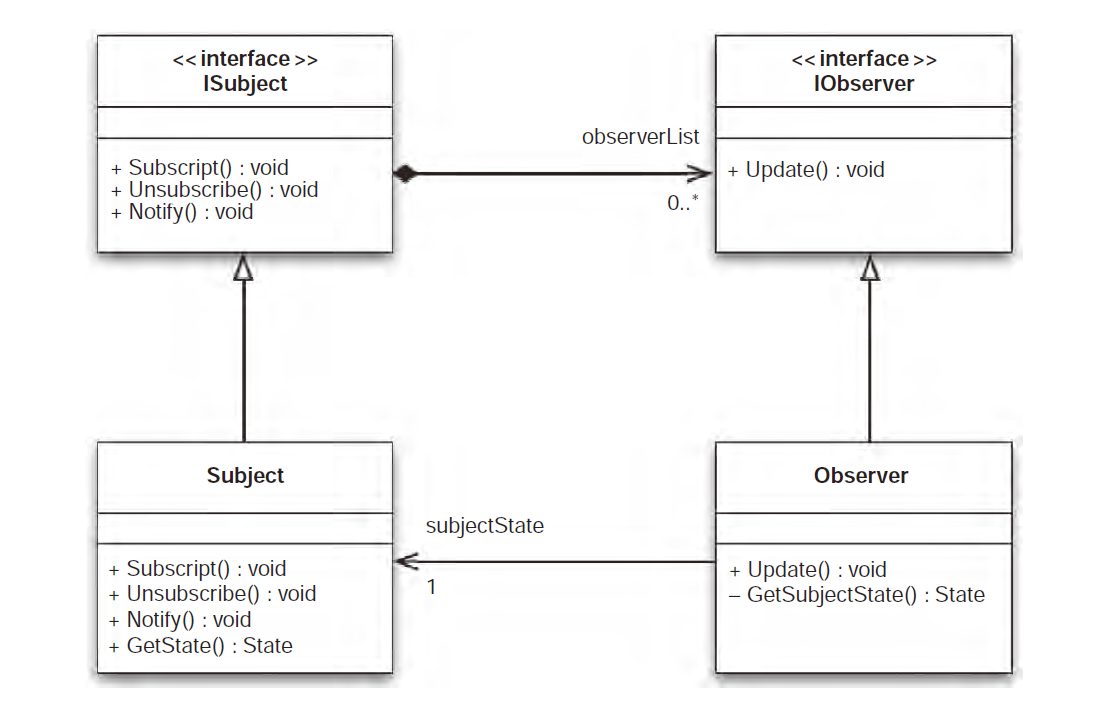 << interface >>
ISubject
+ Subscript() : void
+ Unsubscribe() : void
+ Notify() : void
observerList
0..*
<< interface >>
IObserver
+ Update() : void
Subject
+ Subscript() : void
+ Unsubscribe() : void
+ Notify() : void
+ GetState() : State
subjectState
1
Observer
+ Update() : void
– GetSubjectState() : State